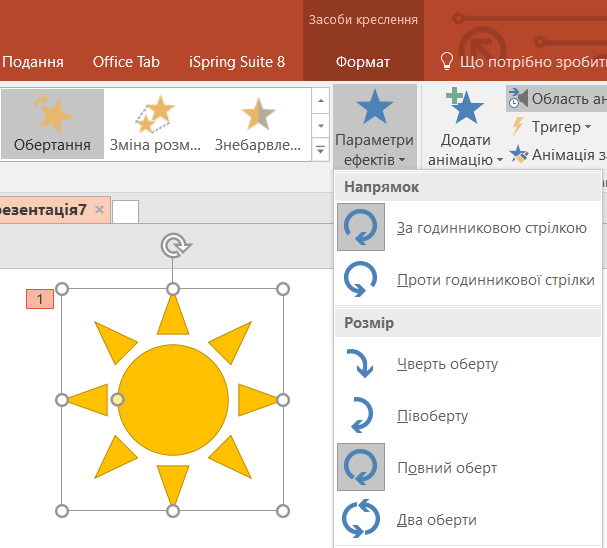 Засоби креслення
Подання Office Tab iSpring Suite 8 Формат Що потрібно зробити
Обертання Зміна розм... Знебарвле...
Параметри ефектів
Додати анімацію
Область ан
Тригер
Анімація за
резентація7
Напрямок
За годинниковою стрілкою
Проти годинникової стрілки
1
Розмір
Чверть оберту
Півоберту
Повний оберт
Два оберти